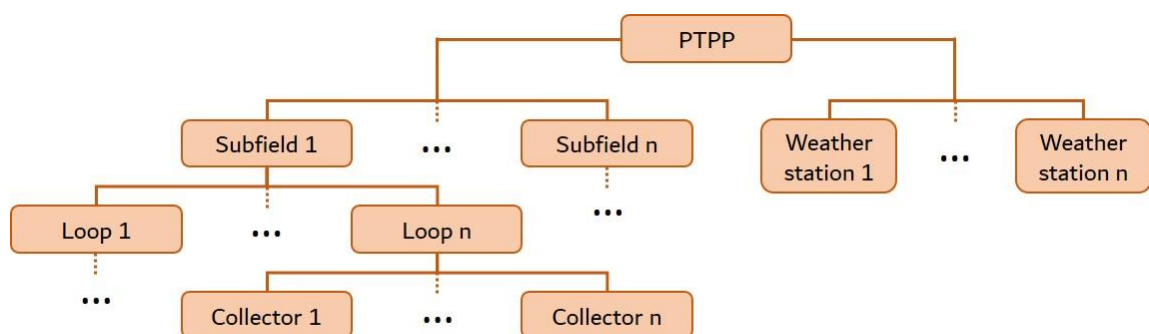 PTPP
Subfield 1
...
Subfield n
Weather
station 1
...
Weather
station n
Loop 1
...
Loop n
...
...
Collector 1
...
Collector n